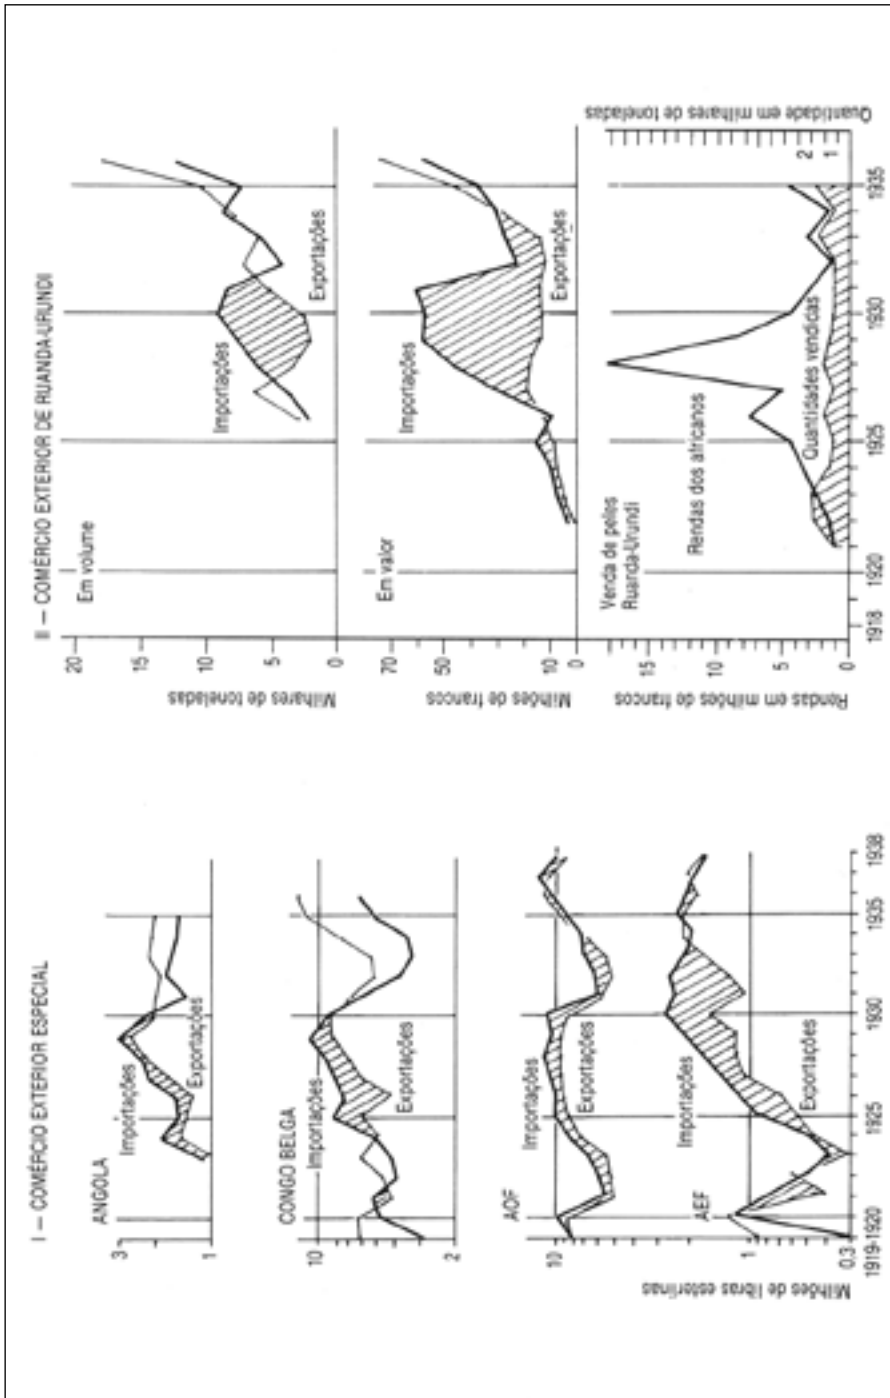 I — COMÉRCIO EXTERIOR ESPECIAL
ANGOLA
3
2
1
Importações
Exportações
CONGO BELGA
10
2
Importações
Exportações
AOF
10
Importações
Exportações
AEF
2
1
0,3
Importações
Exportações
Milhões de libras esterlinas
1919-1920
1925
1930
1935
1938
II — COMÉRCIO EXTERIOR DE RUANDA-URUNDI
Em volume
20
15
10
5
0
Milhares de toneladas
Importações
Exportações
Em valor
70
50
30
10
0
Milhões de francos
Importações
Exportações
Venda de peles
Ruanda-Urundi
15
10
5
0
Rendas em milhões de francos
Rendas dos africanos
Quantidades vendicas
2
1
Quantidade em milhares de toneladas
1918
1920
1925
1930
1935